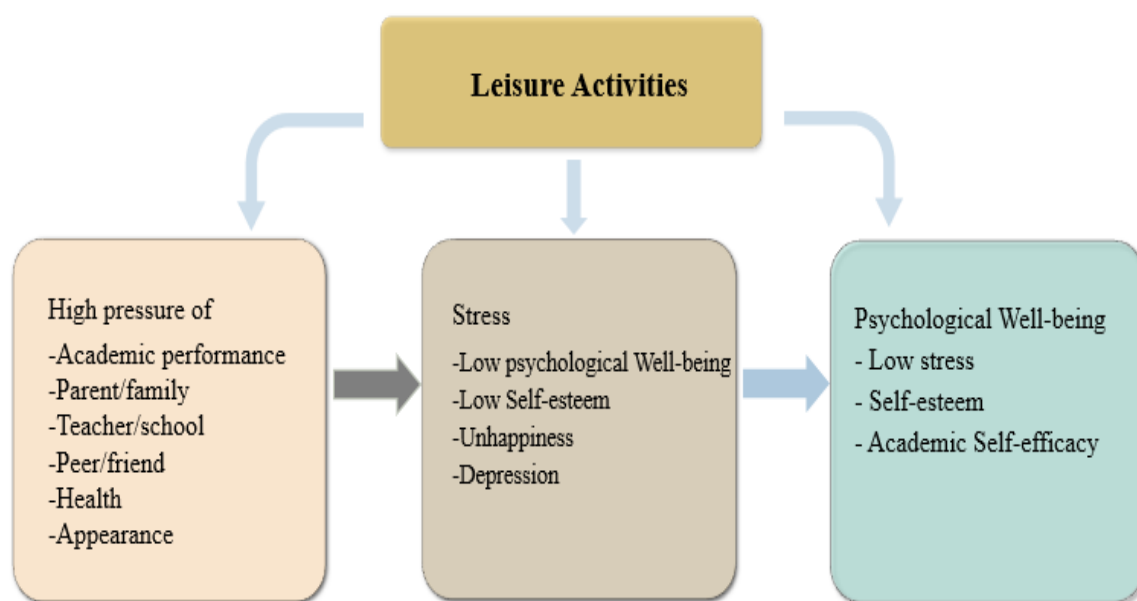 Leisure Activities
High pressure of
-Academic performance
-Parent/family
-Teacher/school
-Peer/friend
-Health
-Appearance
Stress
-Low psychological Well-being
-Low Self-esteem
-Unhappiness
-Depression
Psychological Well-being
- Low stress
- Self-esteem
- Academic Self-efficacy